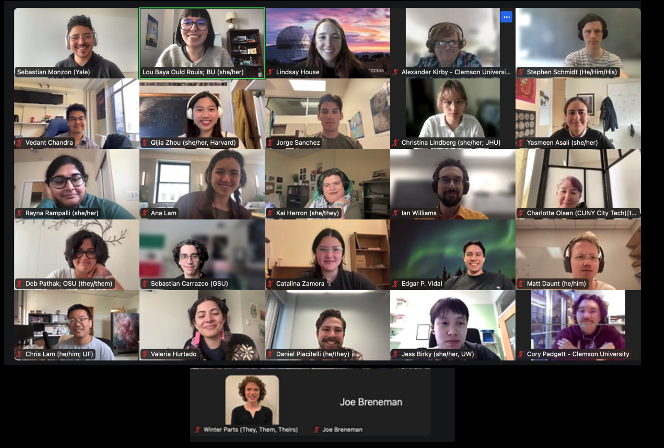 Sebastian Monzon (Yale)
Lou Baya Ould Rouis; BU (she/her)
Lindsay House
Alexander Kirby - Clemson Universi...
Stephen Schmidt (He/Him/His)
Vedant Chandra
Qijia Zhou (she/her, Harvard)
Jorge Sanchez
Christina Lindberg (she/her, JHU)
Yasmeen Asali (she/her)
Rayna Rampalli (she/her)
Ana Lam
Kai Herron (she/they)
Ian Williams
Charlotte Olsen (CUNY City Tech)
Deb Pathak; OSU (they/them)
Sebastian Carrazco (GSU)
Catalina Zamora
Edgar P. Vidal
Matt Daunt (he/him)
Chris Lam (he/him; UF)
Valeria Hurtado
Daniel Piacitelli (he/they)
Jess Birky (she/her, UW)
Cory Padgett - Clemson University
Joe Breneman
Winter Parts (They, Them, Theirs)
Joe Breneman